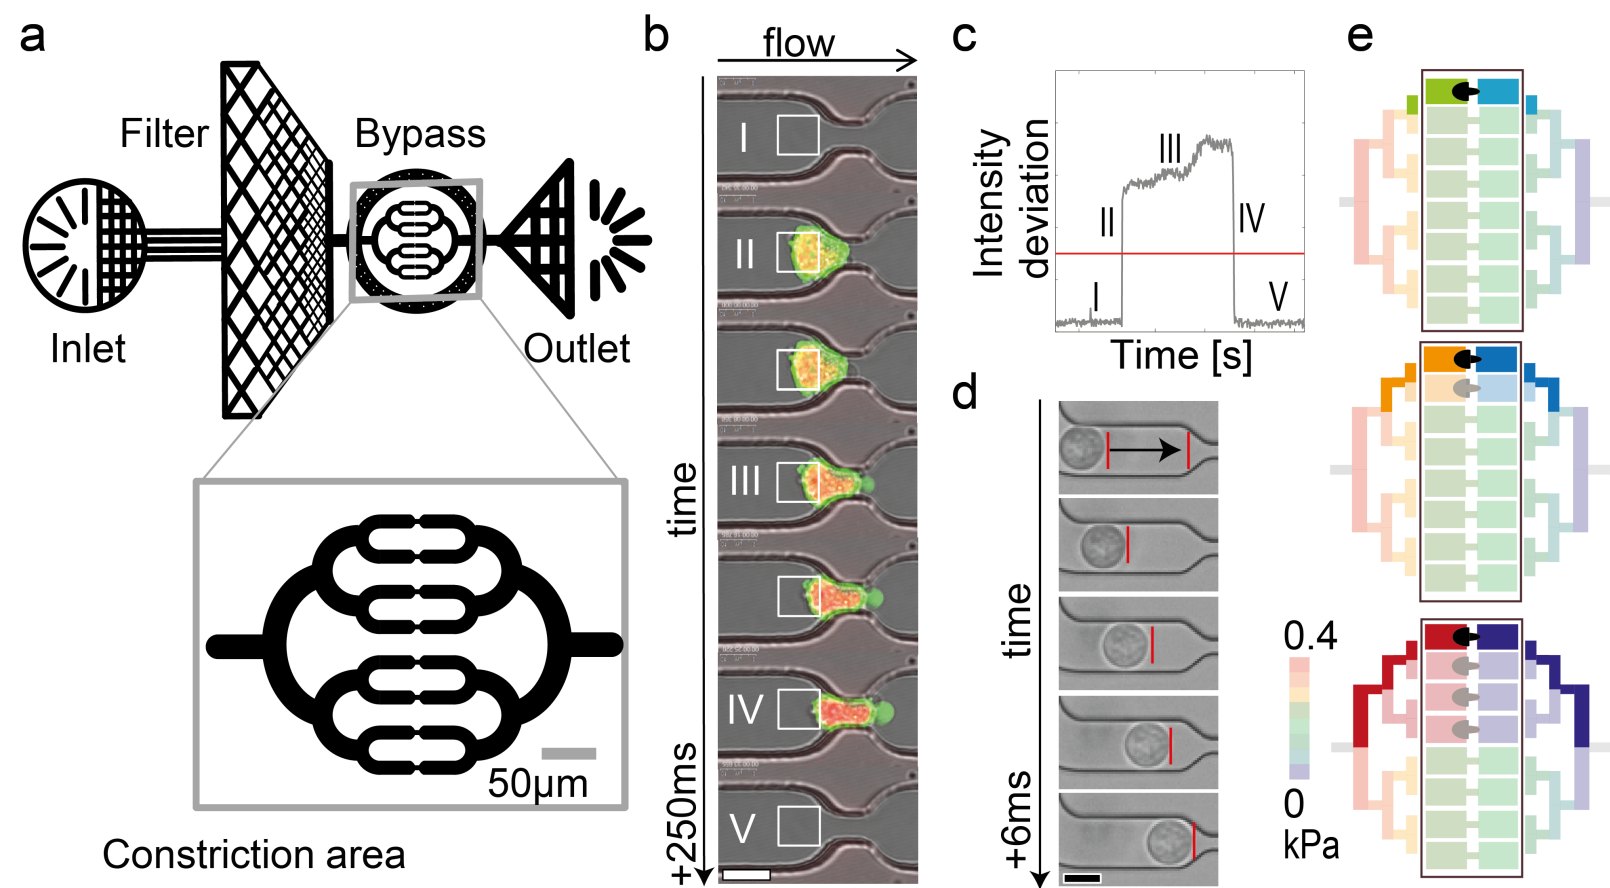 a
Filter
Bypass
Inlet
Outlet
50µm
Constriction area
b
flow
time
+250ms
I
II
III
IV
V
c
Intensity
deviation
I
II
III
IV
V
Time [s]
d
time
+6ms
e
0.4
0
kPa